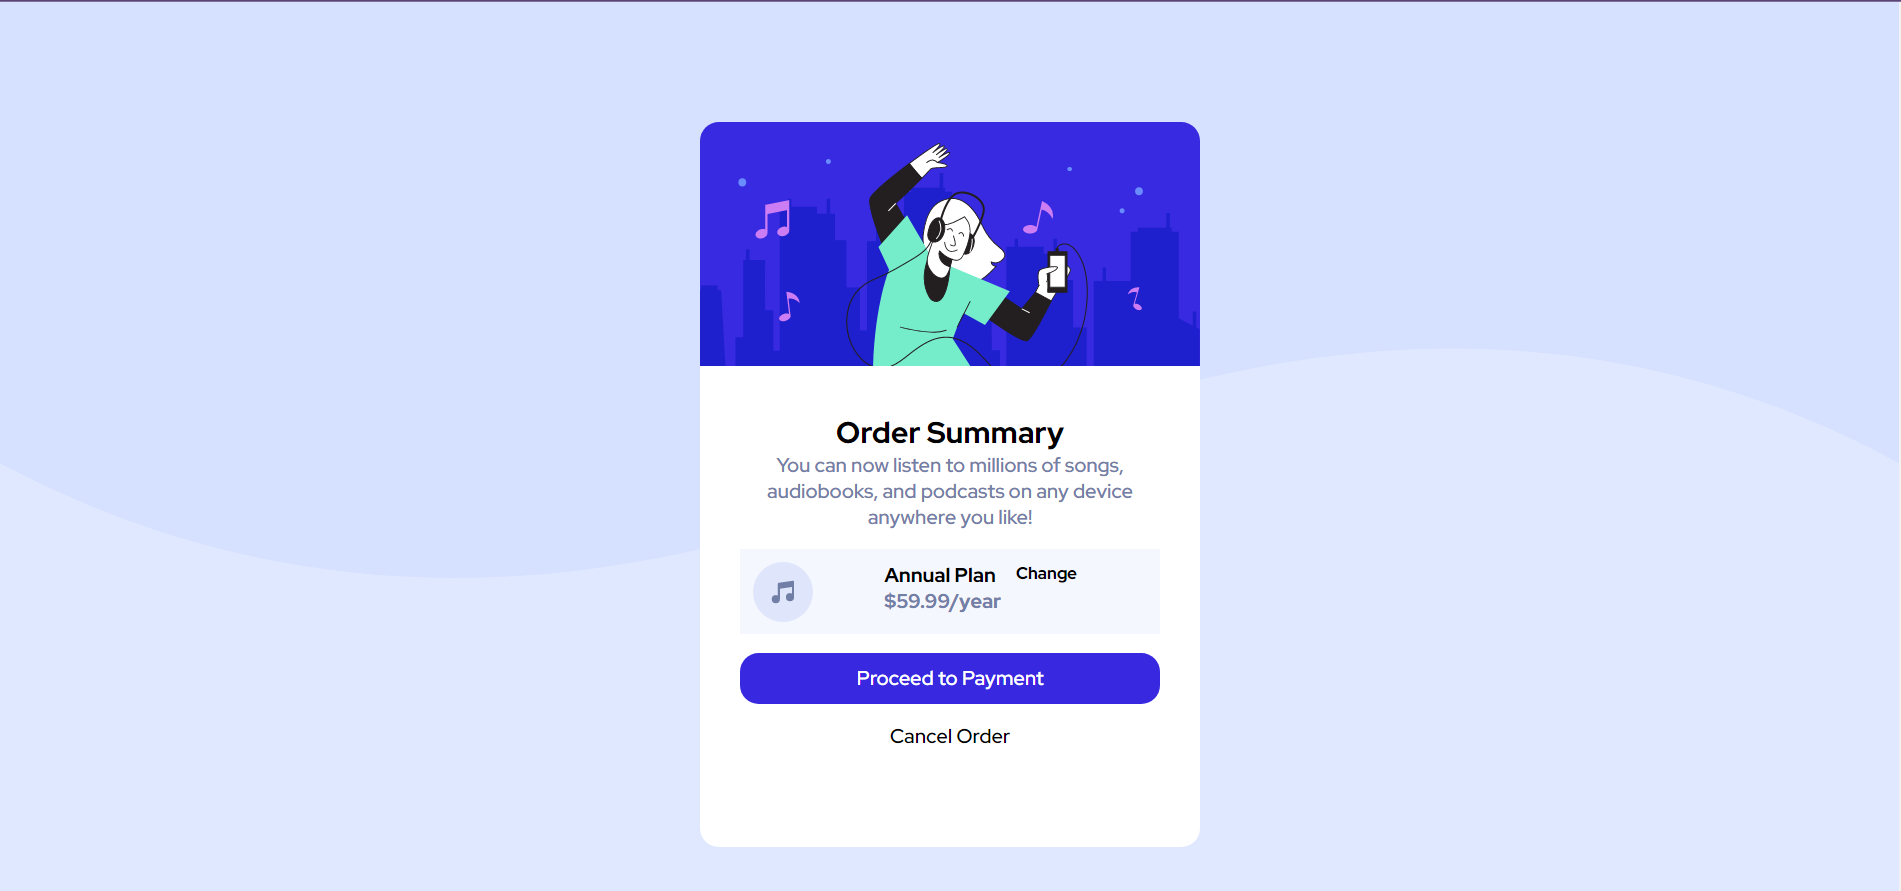 Order Summary
You can now listen to millions of songs,
audiobooks, and podcasts on any device
anywhere you like!
Annual Plan Change
$59.99/year
Proceed to Payment
Cancel Order